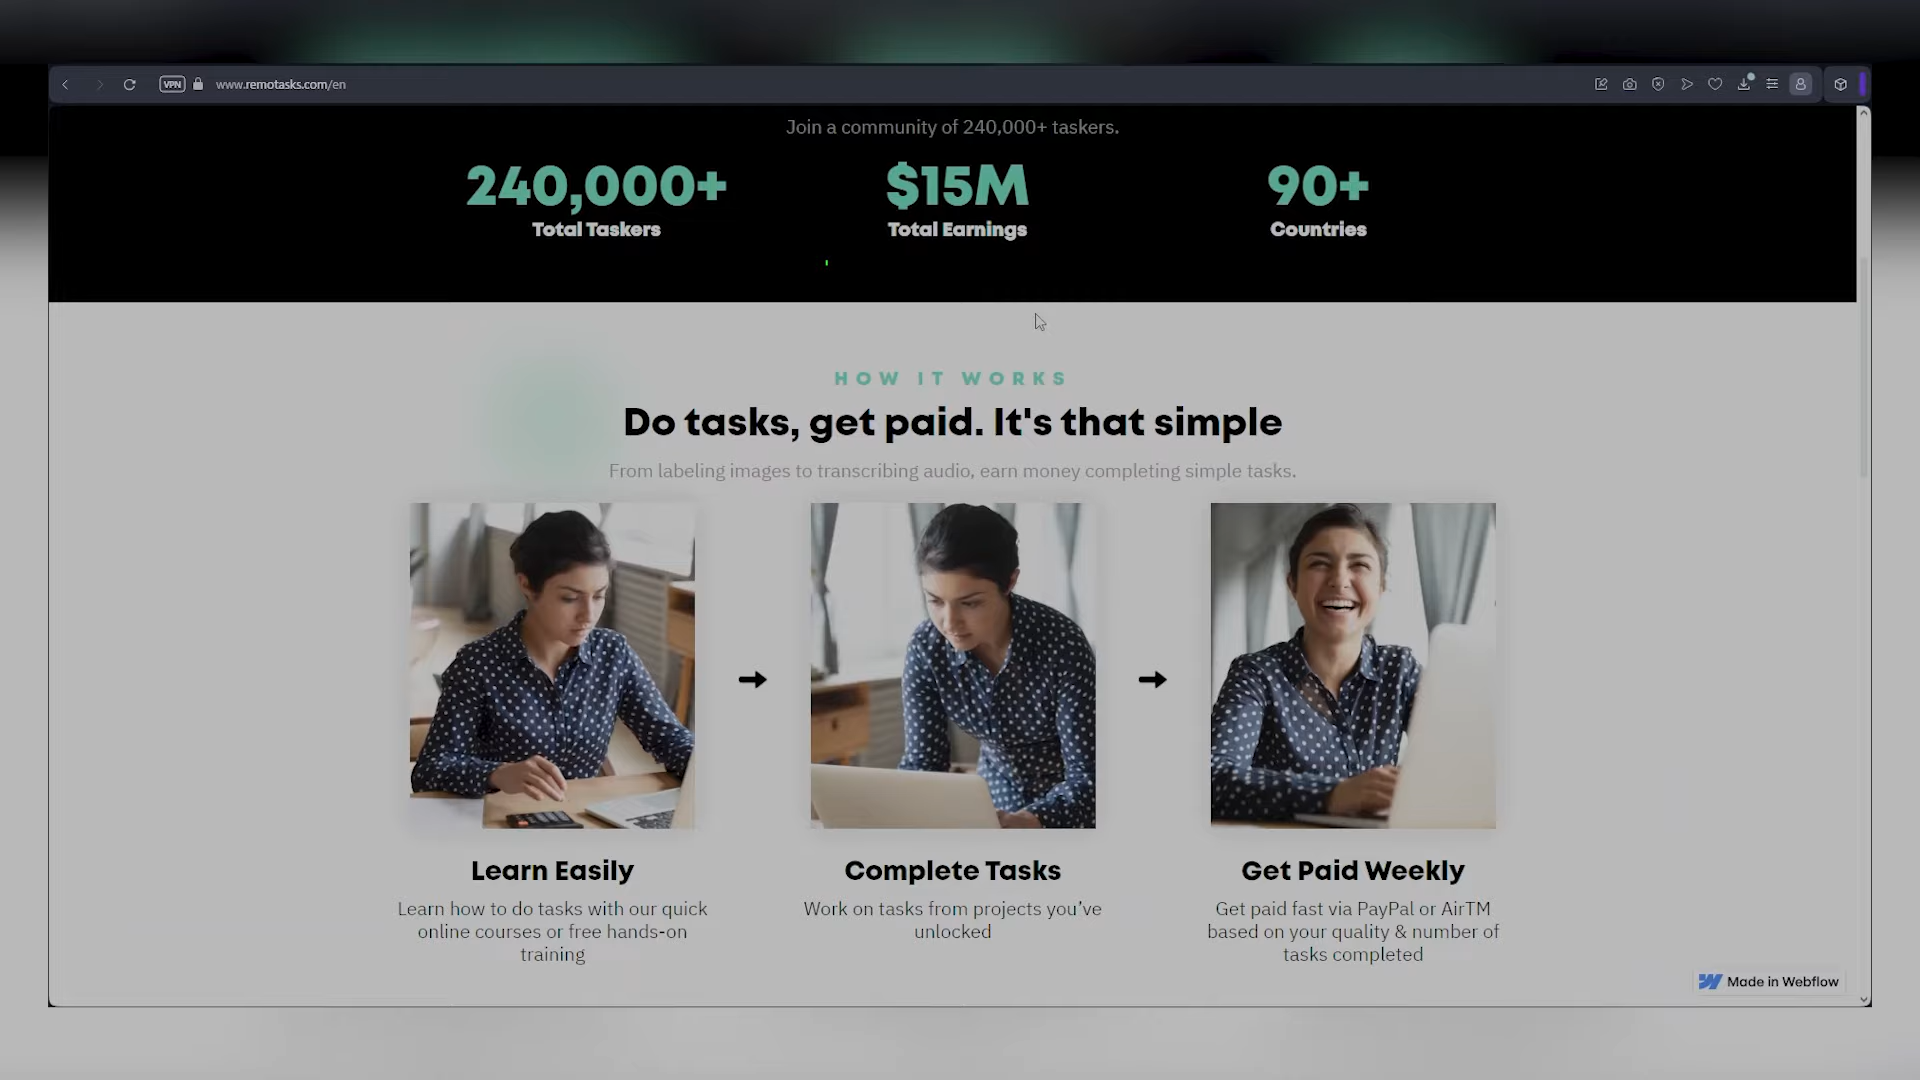 VPN www.remotasks.com/en
Join a community of 240,000+ taskers.
240,000+
Total Taskers
$15M
Total Earnings
90+
Countries
HOW IT WORKS
Do tasks, get paid. It's that simple
From labeling images to transcribing audio, earn money completing simple tasks.
Learn Easily
Learn how to do tasks with our quick
online courses or free hands-on
training
Complete Tasks
Work on tasks from projects you’ve
unlocked
Get Paid Weekly
Get paid fast via PayPal or AirTM
based on your quality & number of
tasks completed
Made in Webflow